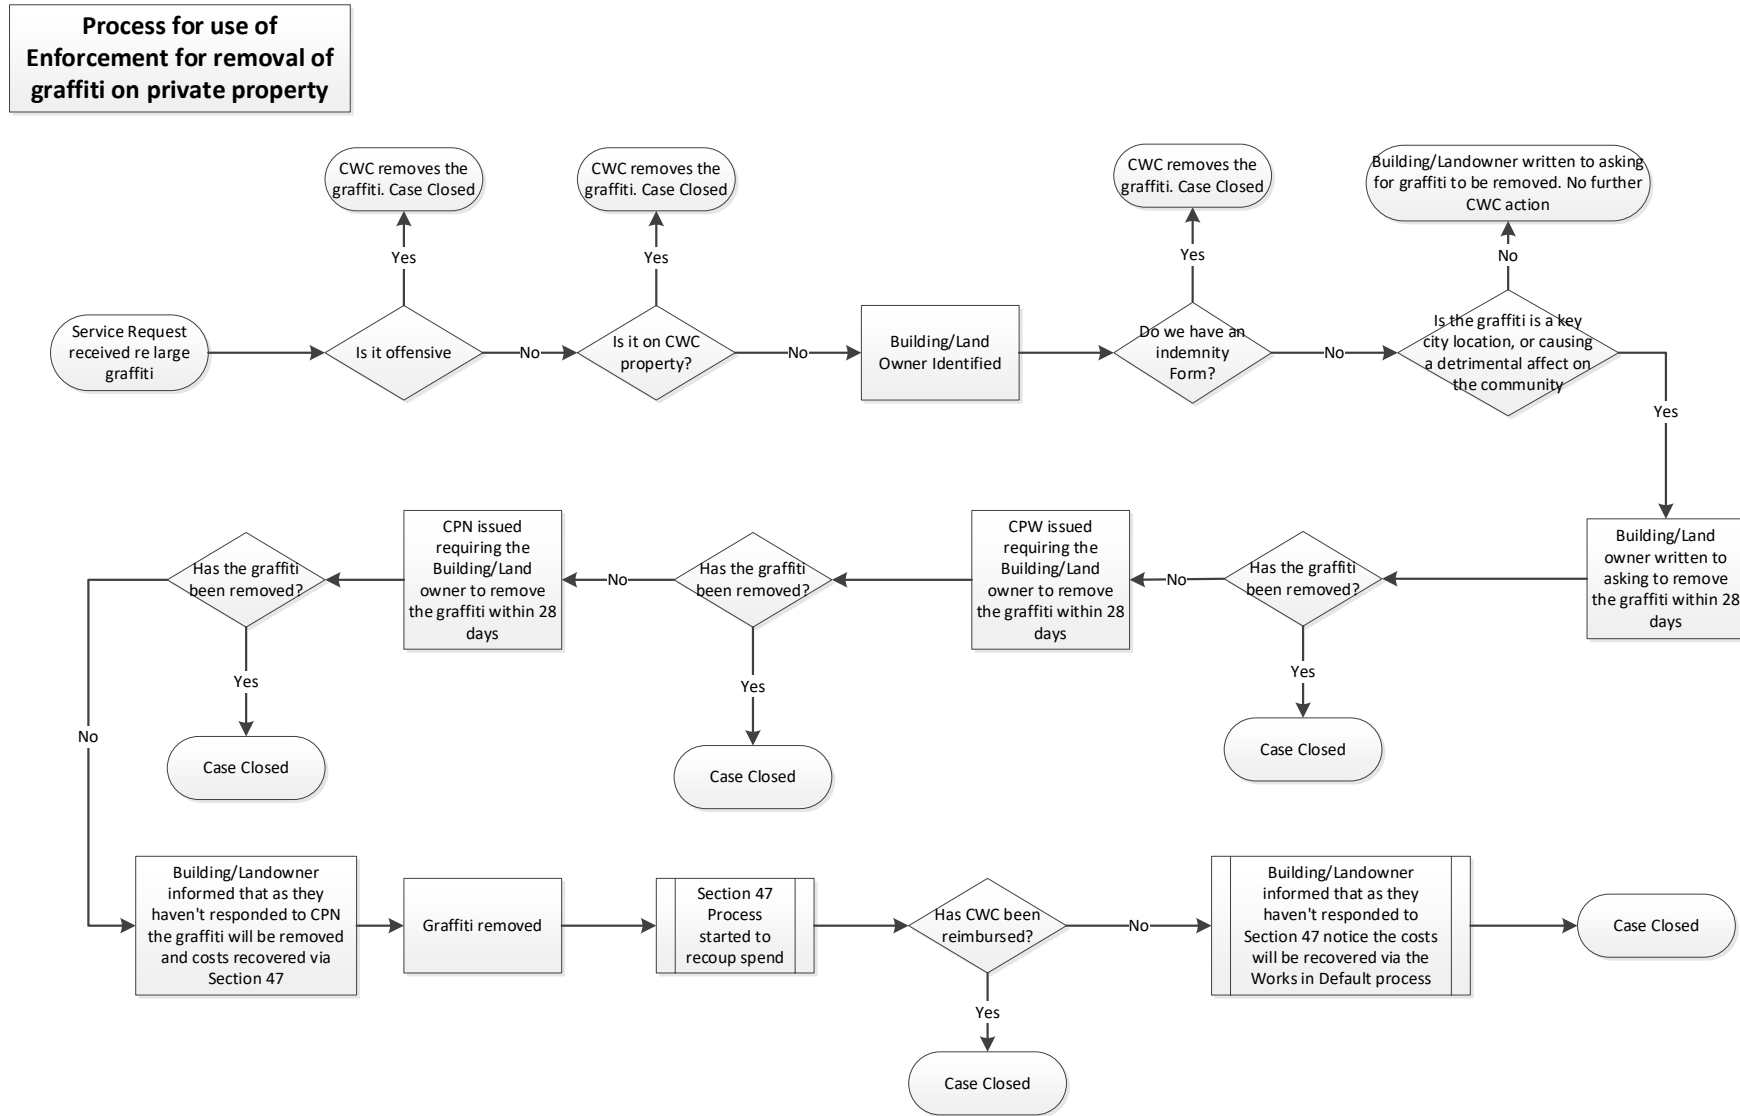 Process for use of
Enforcement for removal of
graffiti on private property
CWC removes the
graffiti. Case Closed
CWC removes the
graffiti. Case Closed
CWC removes the
graffiti. Case Closed
Building/Landowner written to asking
for graffiti to be removed. No further
CWC action
Yes
Yes
Yes
No
Service Request
received re large
graffiti
Is it offensive
No
Is it on CWC
property?
No
Building/Land
Owner Identified
Do we have an
indemnity
Form?
No
Is the graffiti is a key
city location, or causing
a detrimental affect on
the community
Yes
Has the graffiti
been removed?
CPN issued
requiring the
Building/Land
owner to remove
the graffiti within 28
days
No
Has the graffiti
been removed?
CPW issued
requiring the
Building/Land
owner to remove
the graffiti within 28
days
No
Has the graffiti
been removed?
Building/Land
owner written to
asking to remove
the graffiti within 28
days
Yes
Yes
Yes
No
Case Closed
Case Closed
Case Closed
Building/Landowner
informed that as they
haven't responded to CPN
the graffiti will be removed
and costs recovered via
Section 47
Graffiti removed
Section 47
Process
started to
recoup spend
Has CWC been
reimbursed?
No
Building/Landowner
informed that as they
haven't responded to
Section 47 notice the costs
will be recovered via the
Works in Default process
Case Closed
Yes
Case Closed